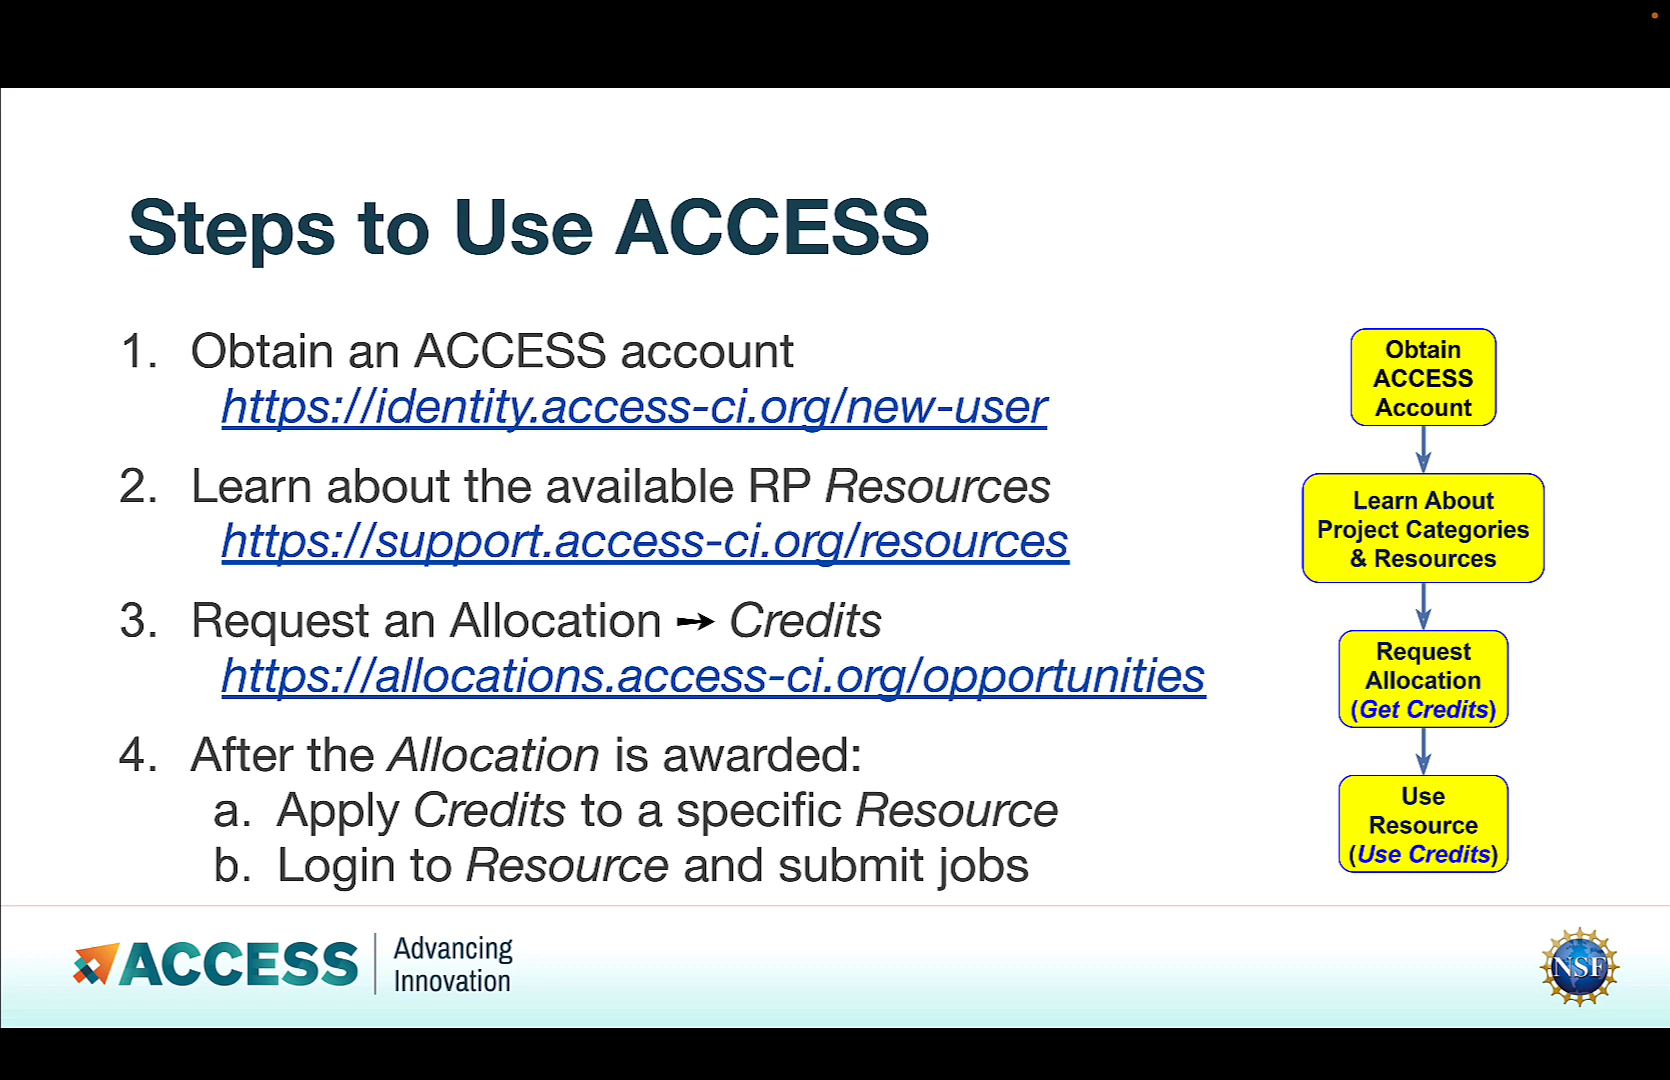 Steps to Use ACCESS
1. Obtain an ACCESS account
https://identity.access-ci.org/new-user
2. Learn about the available RP Resources
https://support.access-ci.org/resources
3. Request an Allocation → Credits
https://allocations.access-ci.org/opportunities
4. After the Allocation is awarded:
a. Apply Credits to a specific Resource
b. Login to Resource and submit jobs
Obtain
ACCESS
Account
Learn About
Project Categories
& Resources
Request
Allocation
(Get Credits)
Use
Resource
(Use Credits)
ACCESS
Advancing
Innovation
NSF